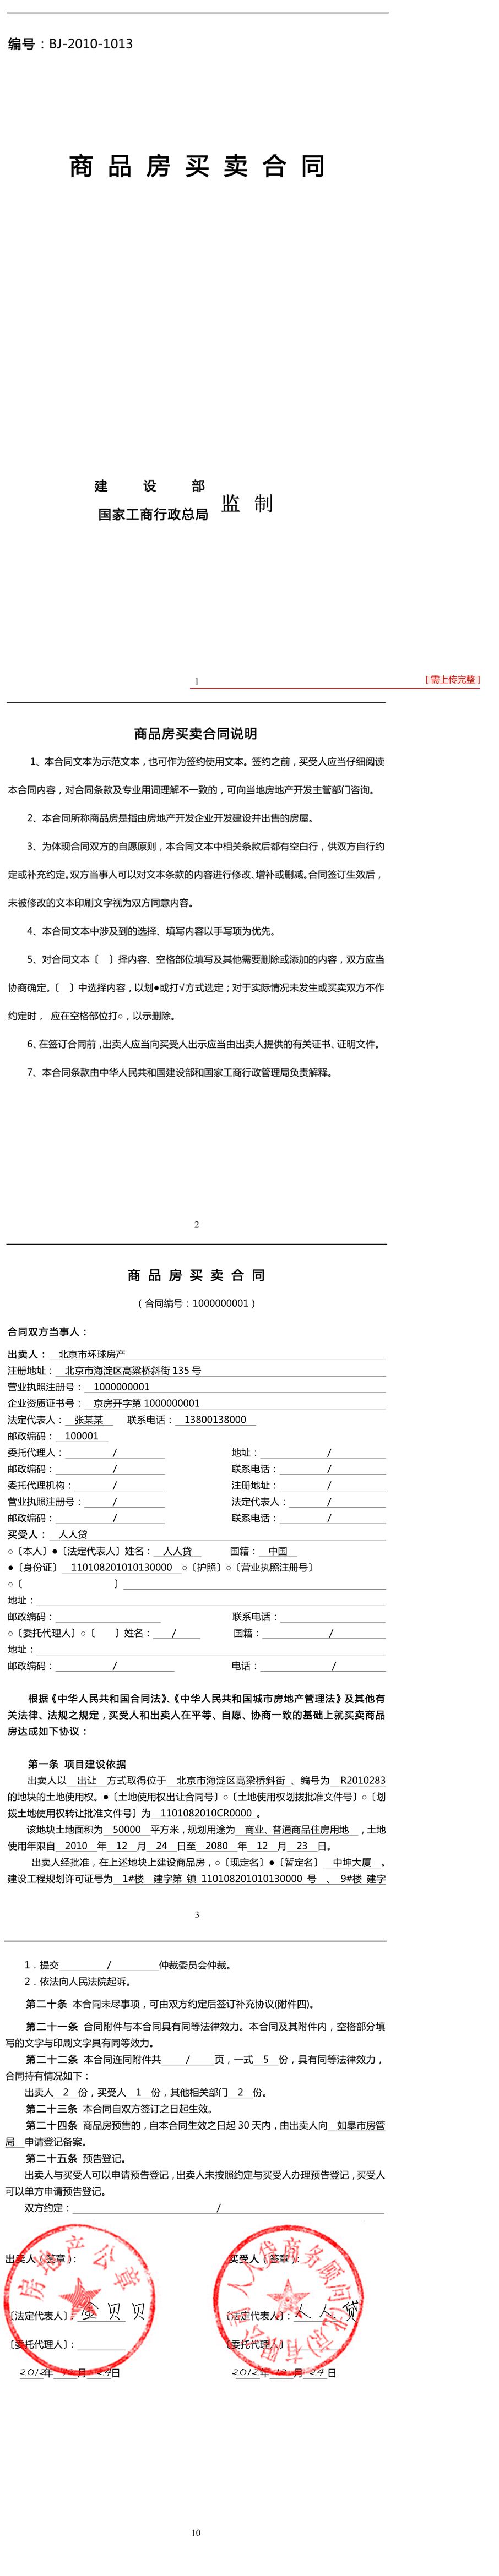 编号：BJ-2010-1013
商品房买卖合同
建设部
国家工商行政总局
监制
1
[需上传完整]
商品房买卖合同说明
1、本合同文本为示范文本，也可作为签约使用文本。签约之前，买受人应当仔细阅读
本合同内容，对合同条款及专业用词理解不一致的，可向当地房地产开发主管部门咨询。
2、本合同所称商品房是指由房地产开发企业开发建设并出售的房屋。
3、为体现合同双方的自愿原则，本合同文本中相关条款后都有空白行，供双方自行约
定或补充约定。双方当事人可以对文本条款的内容进行修改、增补或删减。合同签订生效后，
未被修改的文本印刷文字视为双方同意内容。
4、本合同文本中涉及到的选择、填写内容以手写项为优先。
5、对合同文本〔 〕择内容、空格部位填写及其他需要删除或添加的内容，双方应当
协商确定。〔 〕中选择内容，以划●或打√方式选定；对于实际情况未发生或买卖双方不作
约定时， 应在空格部位打○，以示删除。
6、在签订合同前，出卖人应当向买受人出示应当由出卖人提供的有关证书、证明文件。
7、本合同条款由中华人民共和国建设部和国家工商行政管理局负责解释。
2
商品房买卖合同
（合同编号：1000000001）
合同双方当事人：
出卖人： 北京市环球房产
注册地址： 北京市海淀区高粱桥斜街 135 号
营业执照注册号： 1000000001
企业资质证书号： 京房开字第 1000000001
法定代表人： 张某某 联系电话： 13800138000
邮政编码： 100001
委托代理人： / 地址： /
邮政编码： / 联系电话： /
委托代理机构： / 注册地址： /
营业执照注册号： / 法定代表人： /
邮政编码： / 联系电话： /
买受人： 人人贷
○〔本人〕●〔法定代表人〕姓名： 人人贷 国籍： 中国
●〔身份证〕 110108201010130000 ○〔护照〕○〔营业执照注册号〕
○〔 〕
地址：
邮政编码： 联系电话：
○〔委托代理人〕○〔 〕姓名： / 国籍： /
地址：
邮政编码： / 电话： /
根据《中华人民共和国合同法》、《中华人民共和国城市房地产管理法》及其他有
关法律、法规之规定，买受人和出卖人在平等、自愿、协商一致的基础上就买卖商品
房达成如下协议：
第一条 项目建设依据
出卖人以 出让 方式取得位于 北京市海淀区高梁桥斜街 、编号为 R2010283
的地块的土地使用权。●〔土地使用权出让合同号〕○〔土地使用权划拨批准文件号〕○〔划
拨土地使用权转让批准文件号〕为 1101082010CR0000 。
该地块土地面积为 50000 平方米，规划用途为 商业、普通商品住房用地 ，土地
使用年限自 2010 年 12 月 24 日至 2080 年 12 月 23 日。
出卖人经批准，在上述地块上建设商品房，○〔现定名〕●〔暂定名〕 中坤大厦 。
建设工程规划许可证号为 1#楼 建字第 镇 110108201010130000 号 、 9#楼 建字
3
1．提交 / 仲裁委员会仲裁。
2．依法向人民法院起诉。
第二十条 本合同未尽事项，可由双方约定后签订补充协议(附件四)。
第二十一条 合同附件与本合同具有同等法律效力。本合同及其附件内，空格部分填
写的文字与印刷文字具有同等效力。
第二十二条 本合同连同附件共 / 页，一式 5 份，具有同等法律效力，
合同持有情况如下：
出卖人 2 份，买受人 1 份，其他相关部门 2 份。
第二十三条 本合同自双方签订之日起生效。
第二十四条 商品房预售的，自本合同生效之日起 30 天内，由出卖人向 如皋市房管
局 申请登记备案。
第二十五条 预告登记。
出卖人与买受人可以申请预告登记，出卖人未按照约定与买受人办理预告登记，买受人
可以单方申请预告登记。
双方约定： /
出卖人（签章）： 买受人（签章）：
房地产公章
人人贷商务顾问(北京)有限公司
〔法定代表人〕：金贝贝 〔法定代表人〕：人人贷
〔委托代理人〕： 〔委托代理人〕
2012年 12月 24日 2012年 12月 24日
10